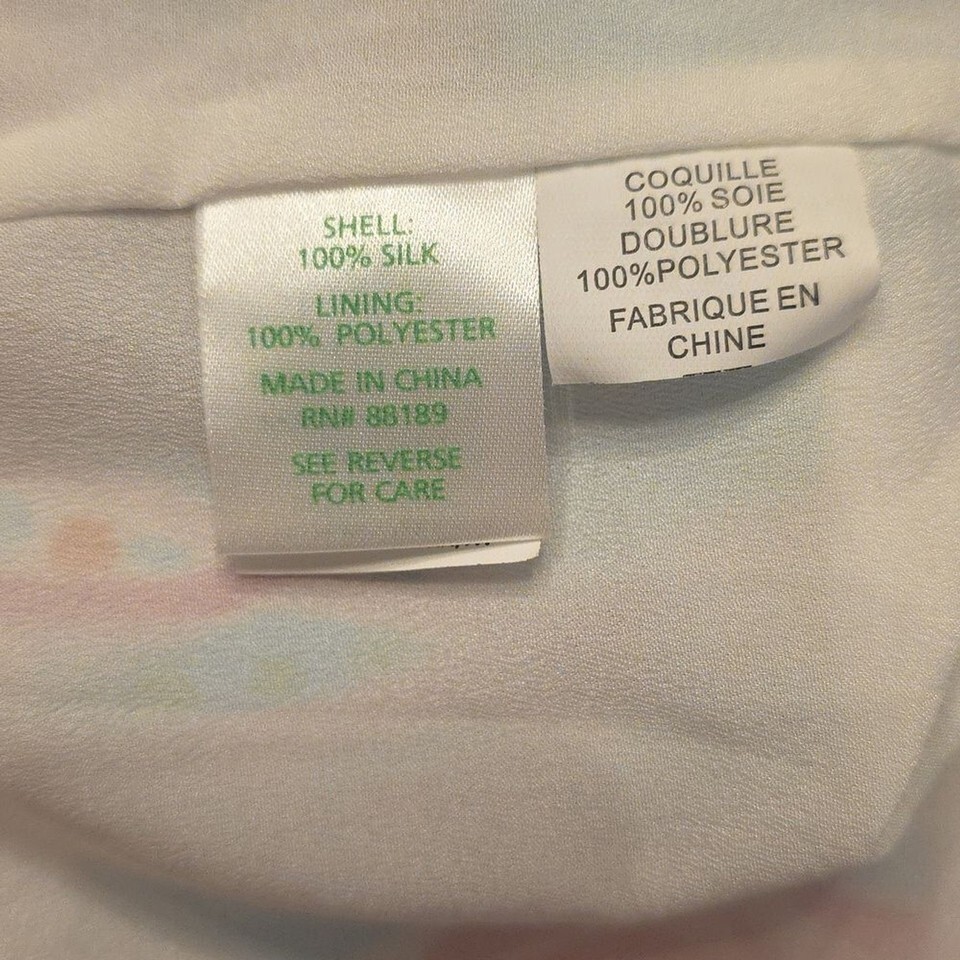 SHELL:
100% SILK
LINING:
100% POLYESTER
MADE IN CHINA
RN# 88189
SEE REVERSE
FOR CARE
COQUILLE
100% SOIE
DOUBLURE
100%POLYESTER
FABRIQUE EN
CHINE